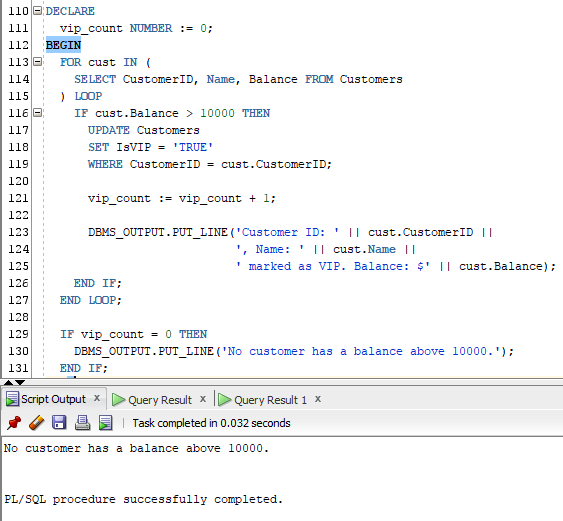 110 DECLARE
111 vip_count NUMBER := 0;
112 BEGIN
113 FOR cust IN (
114 SELECT CustomerID, Name, Balance FROM Customers
115 ) LOOP
116 IF cust.Balance > 10000 THEN
117 UPDATE Customers
118 SET IsVIP = 'TRUE'
119 WHERE CustomerID = cust.CustomerID;
120
121 vip_count := vip_count + 1;
122
123 DBMS_OUTPUT.PUT_LINE('Customer ID: ' || cust.CustomerID ||
124 ', Name: ' || cust.Name ||
125 ' marked as VIP. Balance: $' || cust.Balance);
126 END IF;
127 END LOOP;
128
129 IF vip_count = 0 THEN
130 DBMS_OUTPUT.PUT_LINE('No customer has a balance above 10000.');
131 END IF;
Script Output x Query Result x Query Result 1 x
Task completed in 0.032 seconds
No customer has a balance above 10000.
PL/SQL procedure successfully completed.